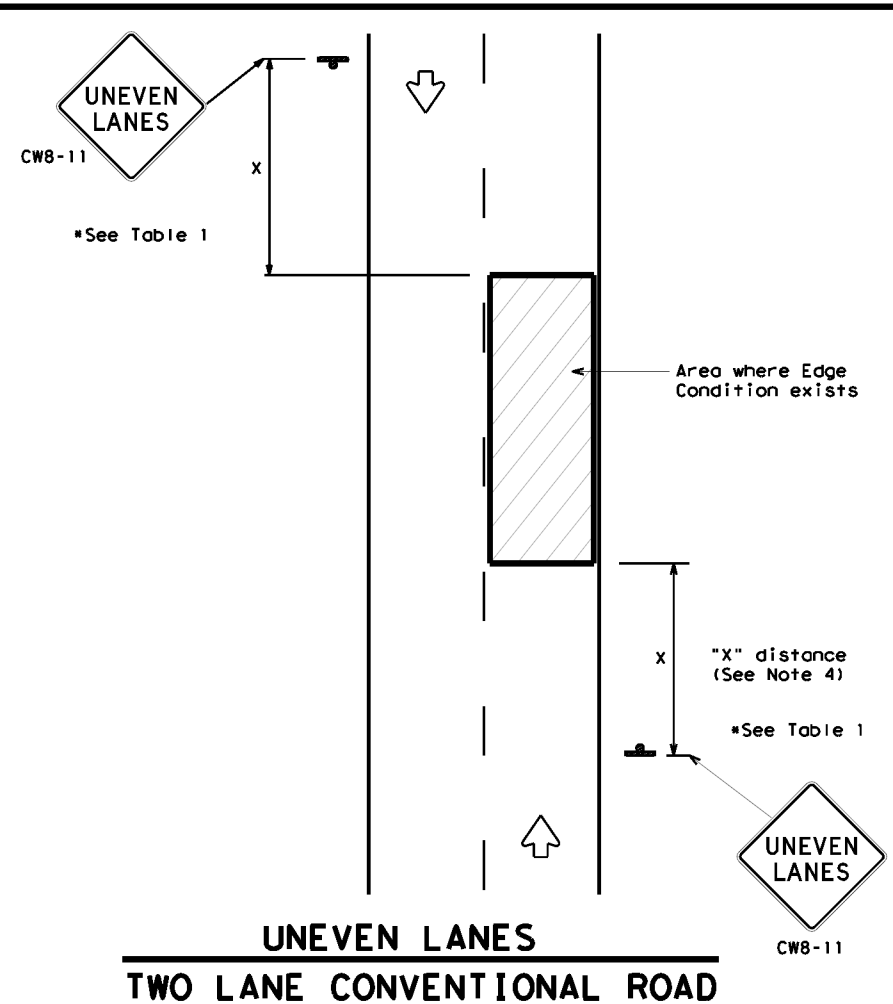 UNEVEN
LANES
CW8-11
X
*See Table 1
Area where Edge
Condition exists
X
"X" distance
(See Note 4)
*See Table 1
UNEVEN
LANES
CW8-11
UNEVEN LANES
TWO LANE CONVENTIONAL ROAD